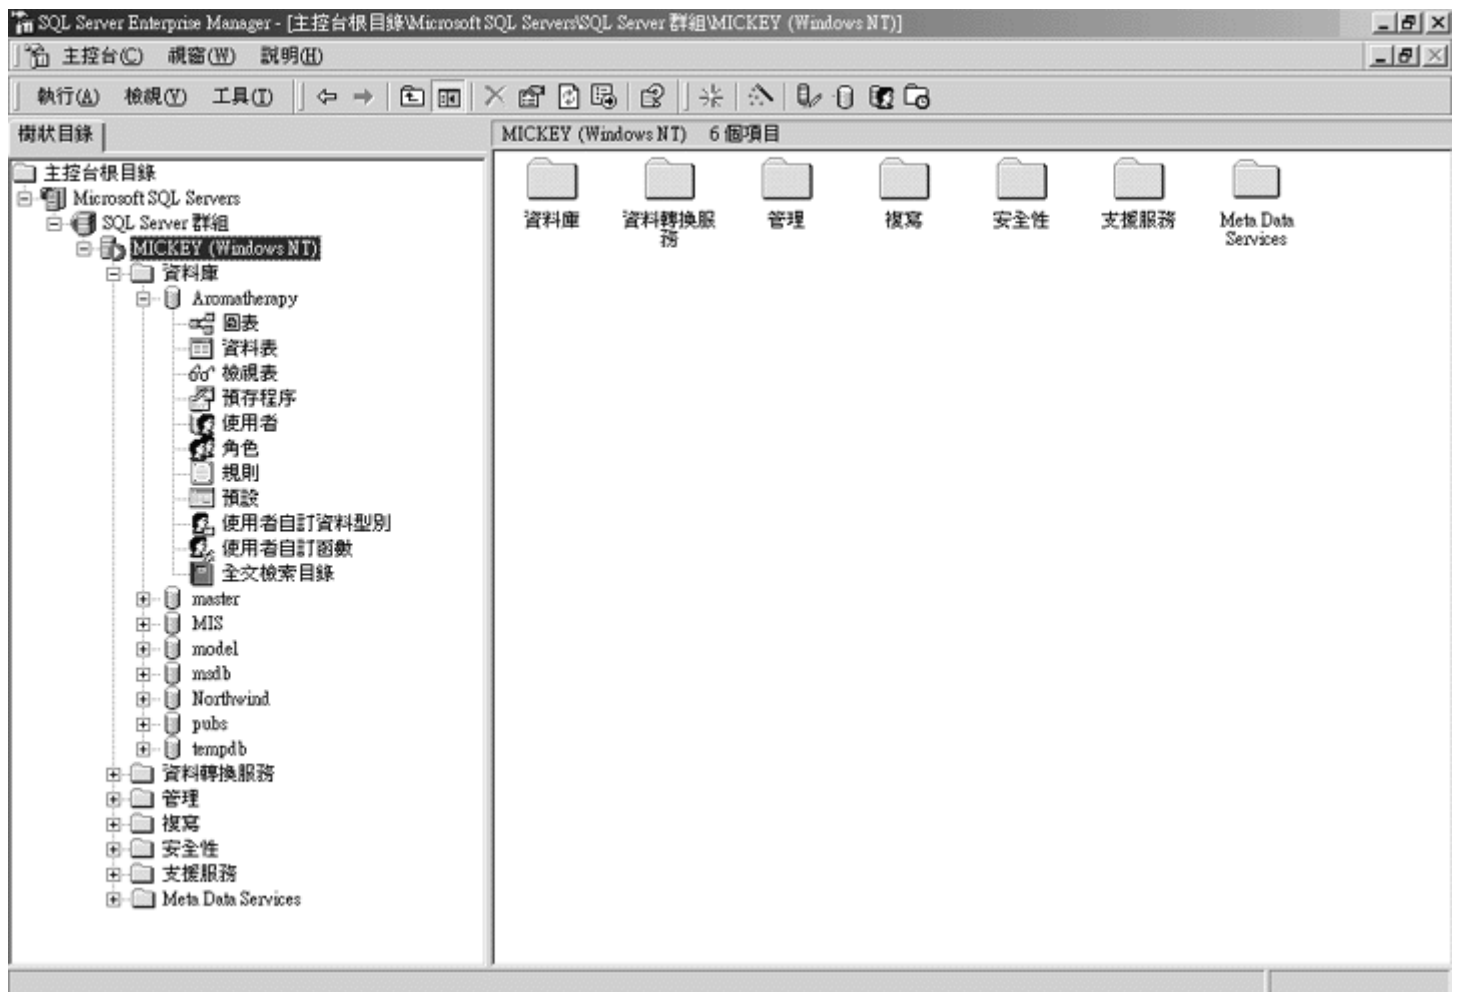 SQL Server Enterprise Manager - [主控台根目錄\Microsoft SQL Servers\SQL Server 群組\MICKEY (Windows NT)]
主控台(C) 視窗(W) 說明(H)
執行(A) 檢視(V) 工具(T)
樹狀目錄
MICKEY (Windows NT) 6 個項目
主控台根目錄
Microsoft SQL Servers
SQL Server 群組
MICKEY (Windows NT)
資料庫
Aromatherapy
圖表
資料表
檢視表
預存程序
使用者
角色
規則
預設
使用者自訂資料型別
使用者自訂函數
全文檢索目錄
master
MIS
model
msdb
Northwind
pubs
tempdb
資料轉換服務
管理
複寫
安全性
支援服務
Meta Data Services
資料庫
資料轉換服
務
管理
複寫
安全性
支援服務
Meta Data
Services